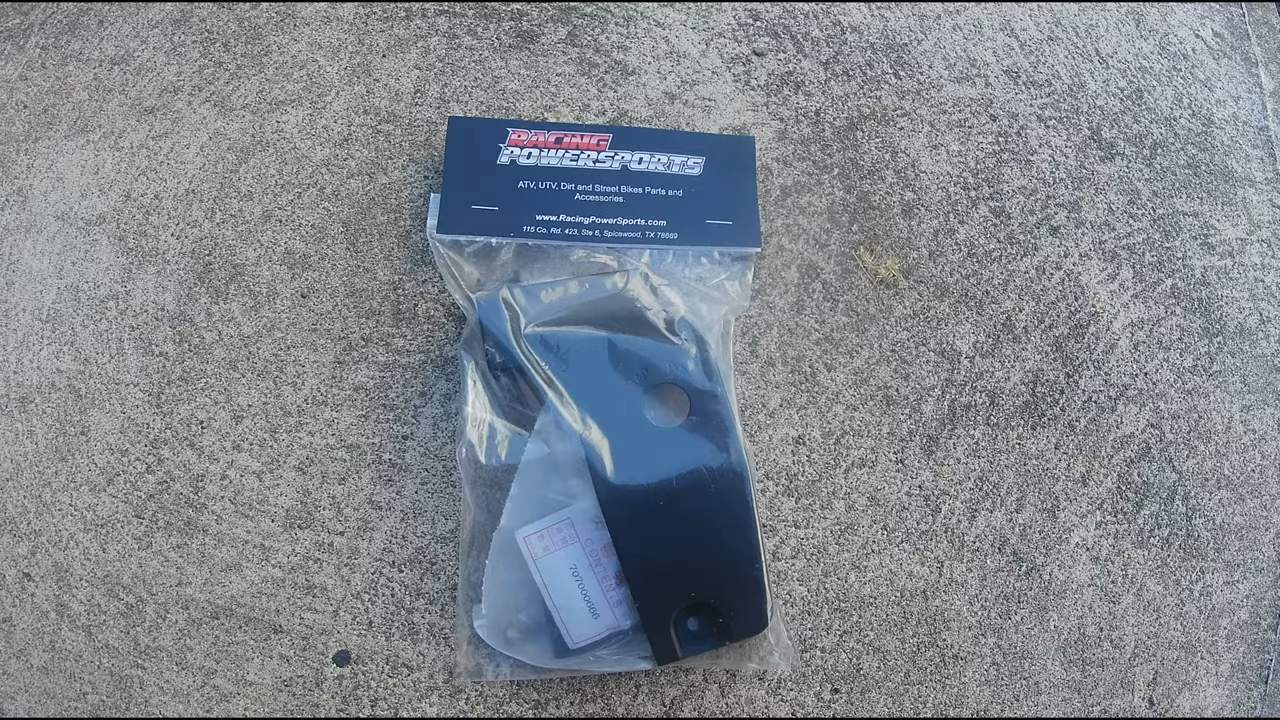 RACING
POWERSPORTS
ATV, UTV, Dirt and Street Bikes Parts and
Accessories.
www.RacingPowerSports.com
115 Co. Rd. 423, Ste 6, Spicewood, TX 78669
CONTENTS
707000866